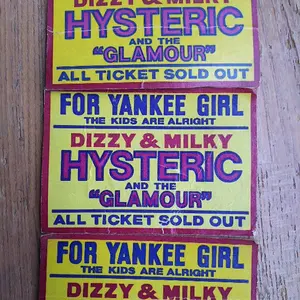 DIZZY & MILKY
HYSTERIC
AND THE
"GLAMOUR"
ALL TICKET SOLD OUT
FOR YANKEE GIRL
THE KIDS ARE ALRIGHT
DIZZY & MILKY
HYSTERIC
AND THE
"GLAMOUR"
ALL TICKET SOLD OUT
FOR YANKEE GIRL
THE KIDS ARE ALRIGHT
DIZZY & MILKY